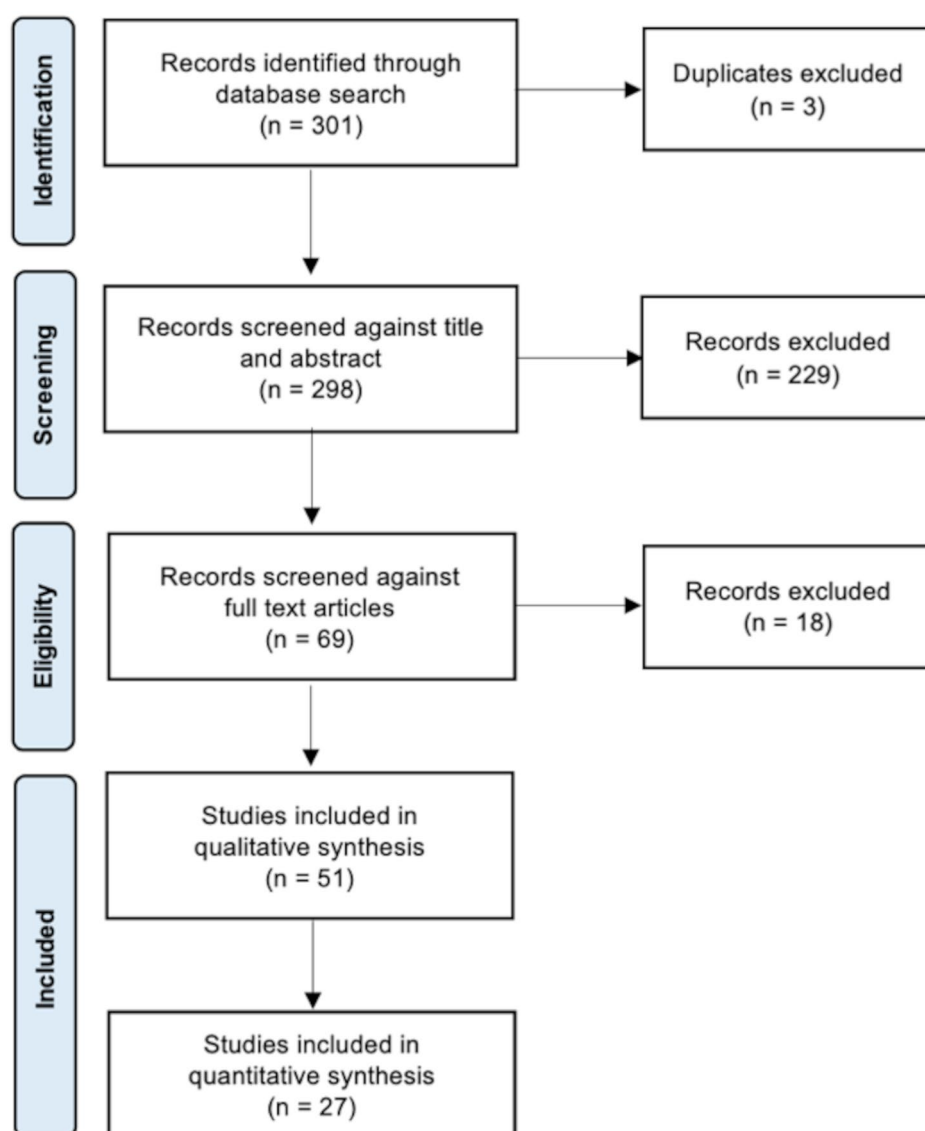 Identification
Records identified through
database search
(n = 301)
Duplicates excluded
(n = 3)
Screening
Records screened against title
and abstract
(n = 298)
Records excluded
(n = 229)
Eligibility
Records screened against
full text articles
(n = 69)
Records excluded
(n = 18)
Included
Studies included in
qualitative synthesis
(n = 51)
Studies included in
quantitative synthesis
(n = 27)